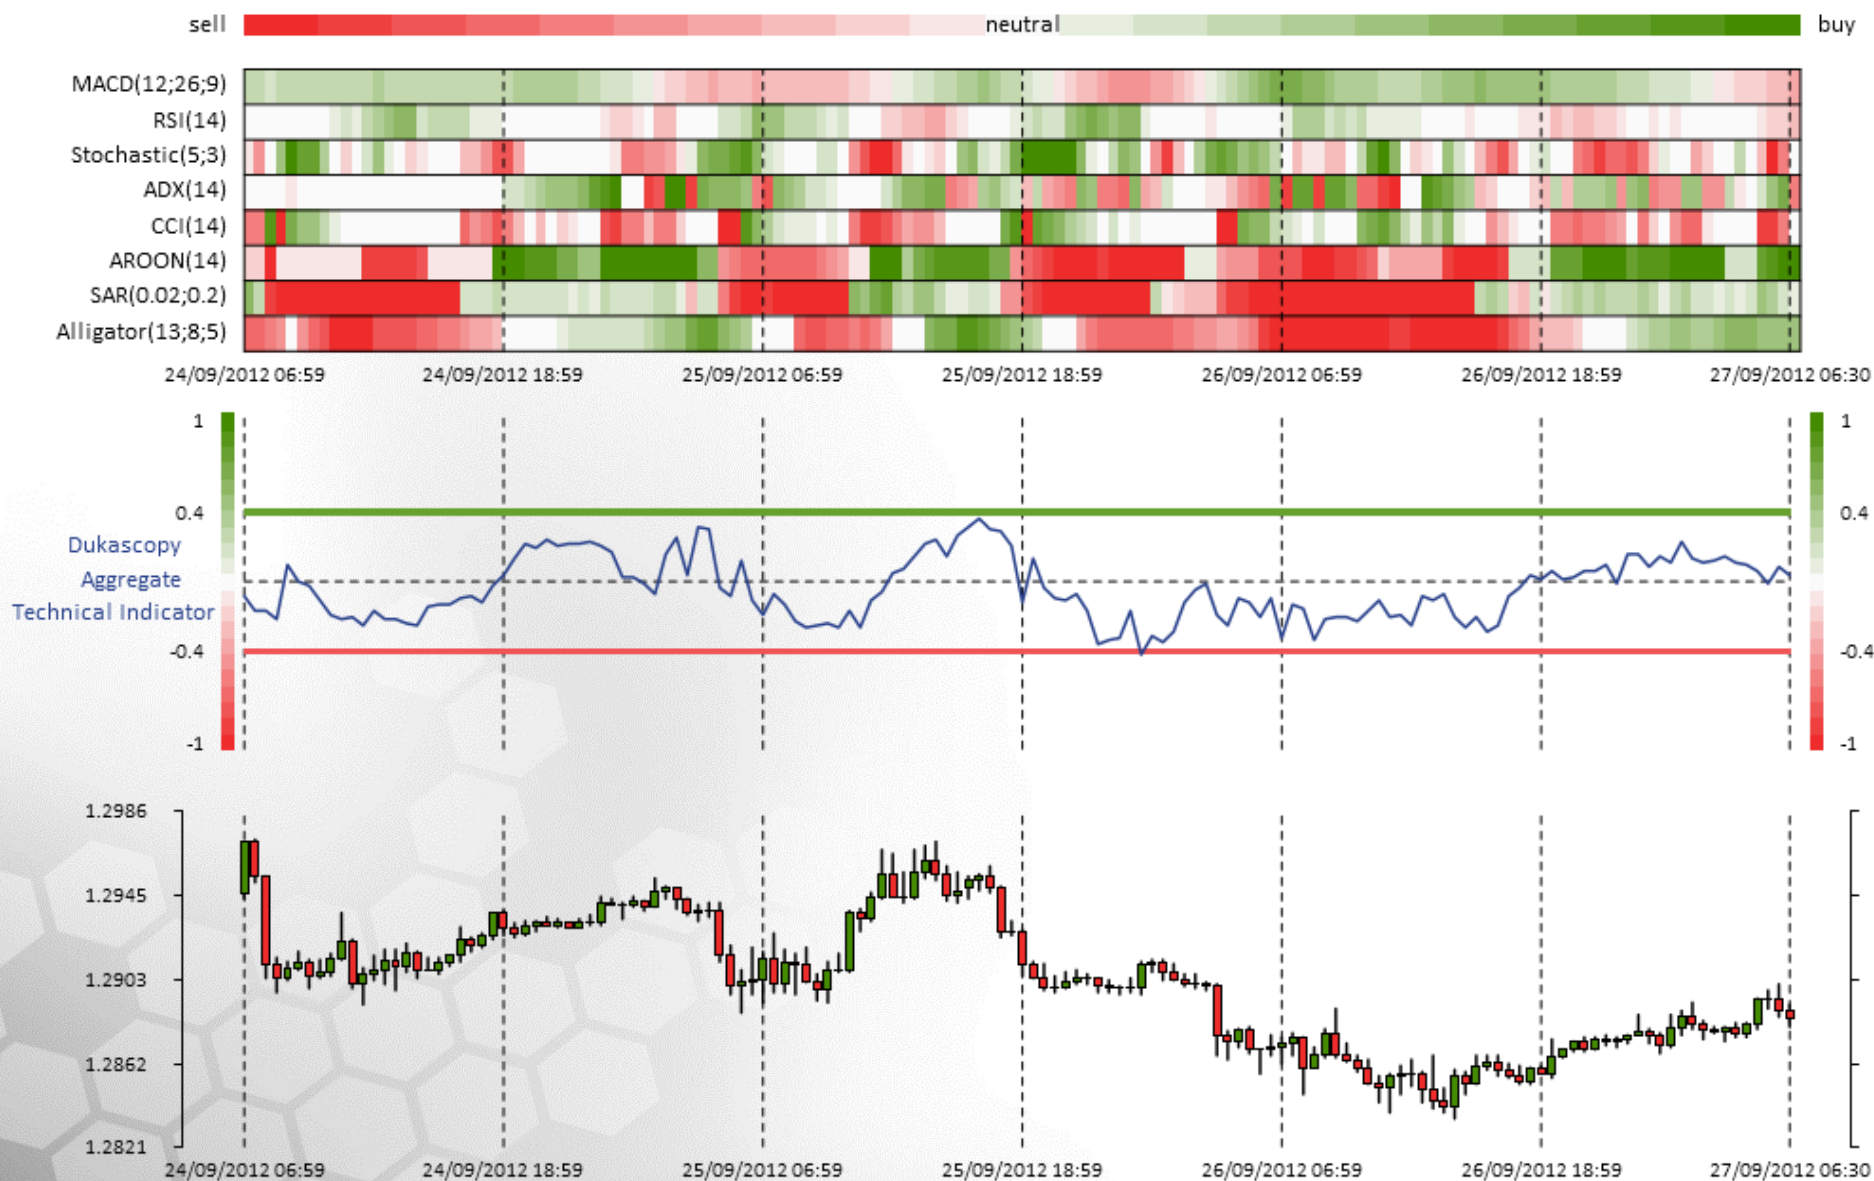 sell neutral buy
MACD(12;26;9)
RSI(14)
Stochastic(5;3)
ADX(14)
CCI(14)
AROON(14)
SAR(0.02;0.2)
Alligator(13;8;5)
24/09/2012 06:59 24/09/2012 18:59 25/09/2012 06:59 25/09/2012 18:59 26/09/2012 06:59 26/09/2012 18:59 27/09/2012 06:30
1 1
0.4 0.4
Dukascopy
Aggregate
Technical Indicator
-0.4 -0.4
-1 -1
1.2986
1.2945
1.2903
1.2862
1.2821
24/09/2012 06:59 24/09/2012 18:59 25/09/2012 06:59 25/09/2012 18:59 26/09/2012 06:59 26/09/2012 18:59 27/09/2012 06:30